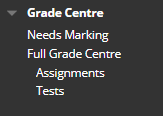 Grade Centre
Needs Marking
Full Grade Centre
Assignments
Tests